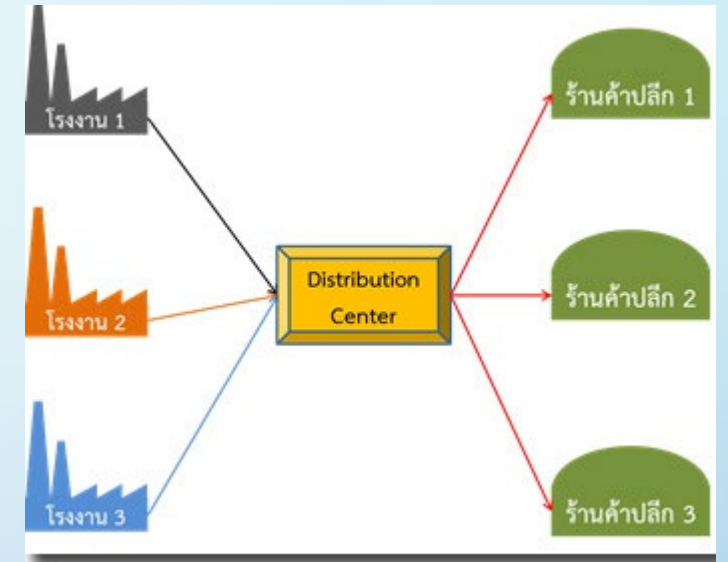 โรงงาน 1
ร้านค้าปลีก 1
Distribution
Center
โรงงาน 2
ร้านค้าปลีก 2
โรงงาน 3
ร้านค้าปลีก 3